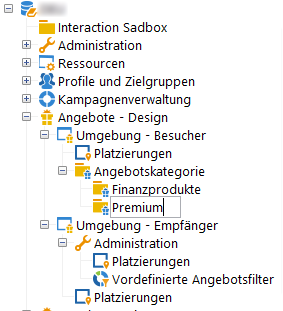 Interaction Sadbox
Administration
Ressourcen
Profile und Zielgruppen
Kampagnenverwaltung
Angebote - Design
Umgebung - Besucher
Platzierungen
Angebotskategorie
Finanzprodukte
Premium
Umgebung - Empfänger
Administration
Platzierungen
Vordefinierte Angebotsfilter
Platzierungen